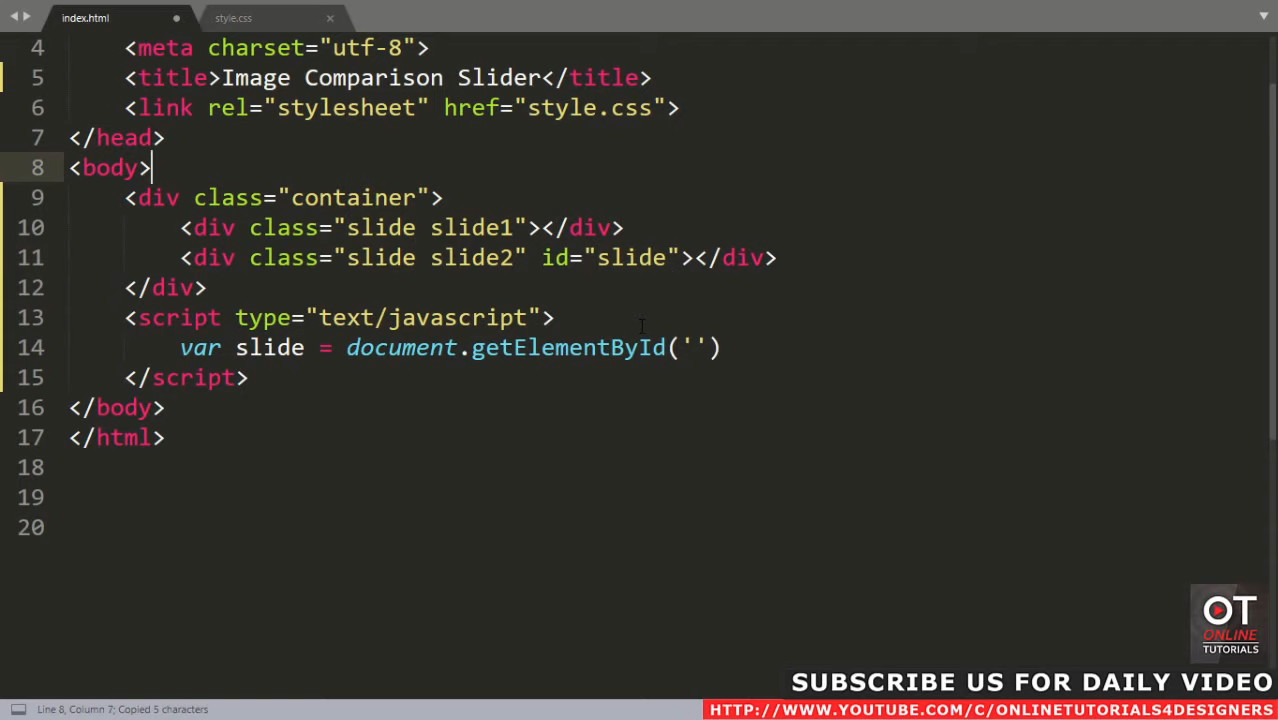 index.html
style.css
4 <meta charset="utf-8">
5 <title>Image Comparison Slider</title>
6 <link rel="stylesheet" href="style.css">
7 </head>
8 <body>
9 <div class="container">
10 <div class="slide slide1"></div>
11 <div class="slide slide2" id="slide"></div>
12 </div>
13 <script type="text/javascript">
14 var slide = document.getElementById('')
15 </script>
16 </body>
17 </html>
18
19
20
OT
ONLINE
TUTORIALS
SUBSCRIBE US FOR DAILY VIDEO
Line 8, Column 7; Copied 5 characters
HTTP://WWW.YOUTUBE.COM/C/ONLINETUTORIALS4DESIGNERS